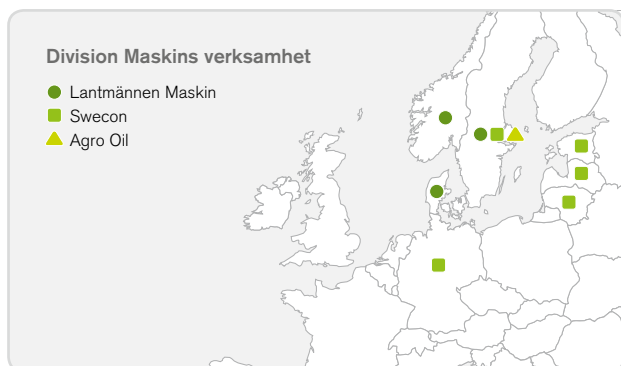 Division Maskins verksamhet
Lantmännen Maskin
Swecon
Agro Oil